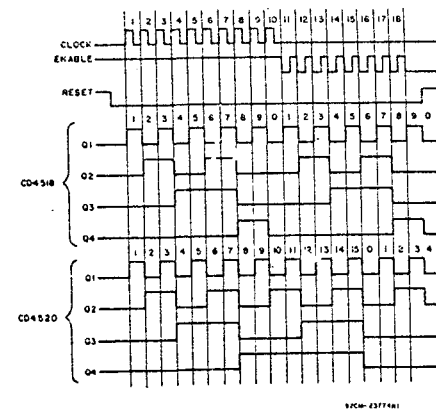 1 2 3 4 5 6 7 8 9 10 11 12 13 14 15 16 17 18
CLOCK
ENABLE
RESET
1 2 3 4 5 6 7 8 9 0 1 2 3 4 5 6 7 8 9 0
Q1
Q2
CD4518
Q3
Q4
1 2 3 4 5 6 7 8 9 10 11 12 13 14 15 0 1 2 3 4
Q1
Q2
CD4520
Q3
Q4